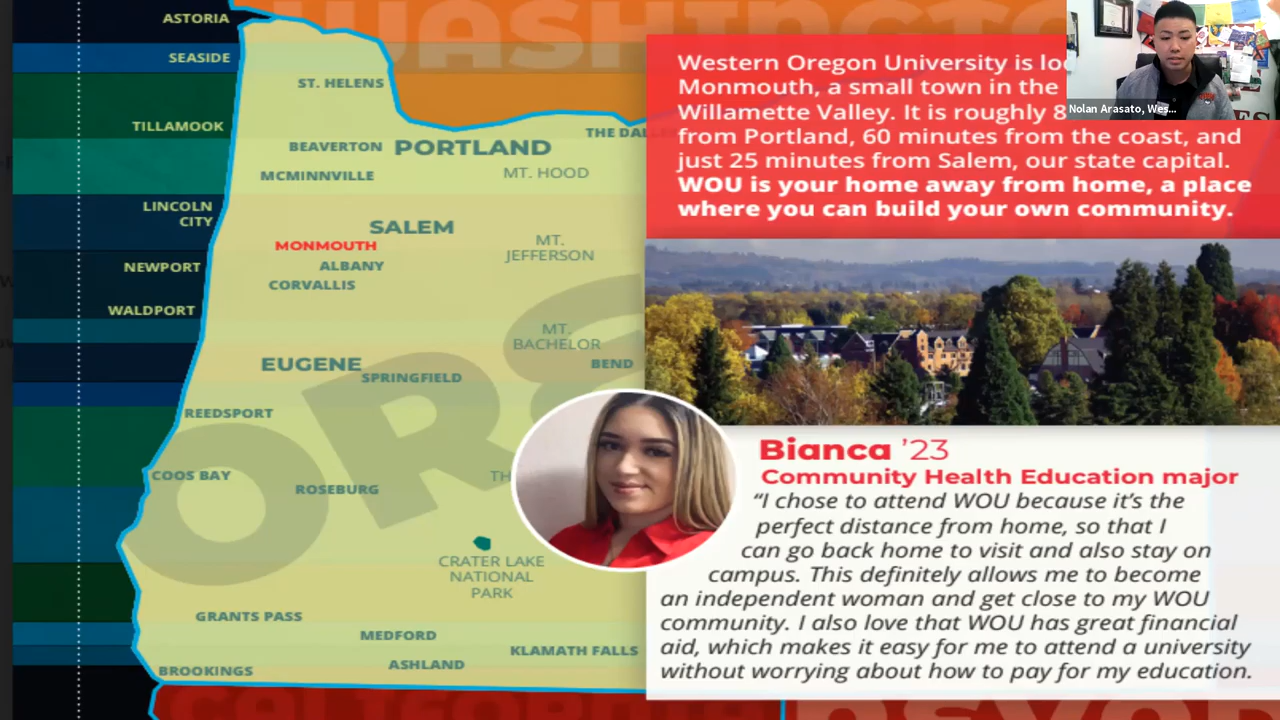 WASHINGTO
ASTORIA
SEASIDE
ST. HELENS
TILLAMOOK
THE DAL
BEAVERTON PORTLAND
MCMINNVILLE
MT. HOOD
LINCOLN
CITY
SALEM
MONMOUTH
MT.
JEFFERSON
NEWPORT
ALBANY
CORVALLIS
WALDPORT
MT.
BACHELOR
EUGENE
BEND
SPRINGFIELD
REEDSPORT
ORE
COOS BAY
TH
ROSEBURG
CRATER LAKE
NATIONAL
PARK
GRANTS PASS
MEDFORD
KLAMATH FALLS
ASHLAND
BROOKINGS
CALIFORNIA
Western Oregon University is loc
Monmouth, a small town in the
Willamette Valley. It is roughly 8
from Portland, 60 minutes from the coast, and
just 25 minutes from Salem, our state capital.
WOU is your home away from home, a place
where you can build your own community.
Nolan Arasato, Wes...
ES
Bianca ’23
Community Health Education major
“I chose to attend WOU because it’s the
perfect distance from home, so that I
can go back home to visit and also stay on
campus. This definitely allows me to become
an independent woman and get close to my WOU
community. I also love that WOU has great financial
aid, which makes it easy for me to attend a university
without worrying about how to pay for my education.